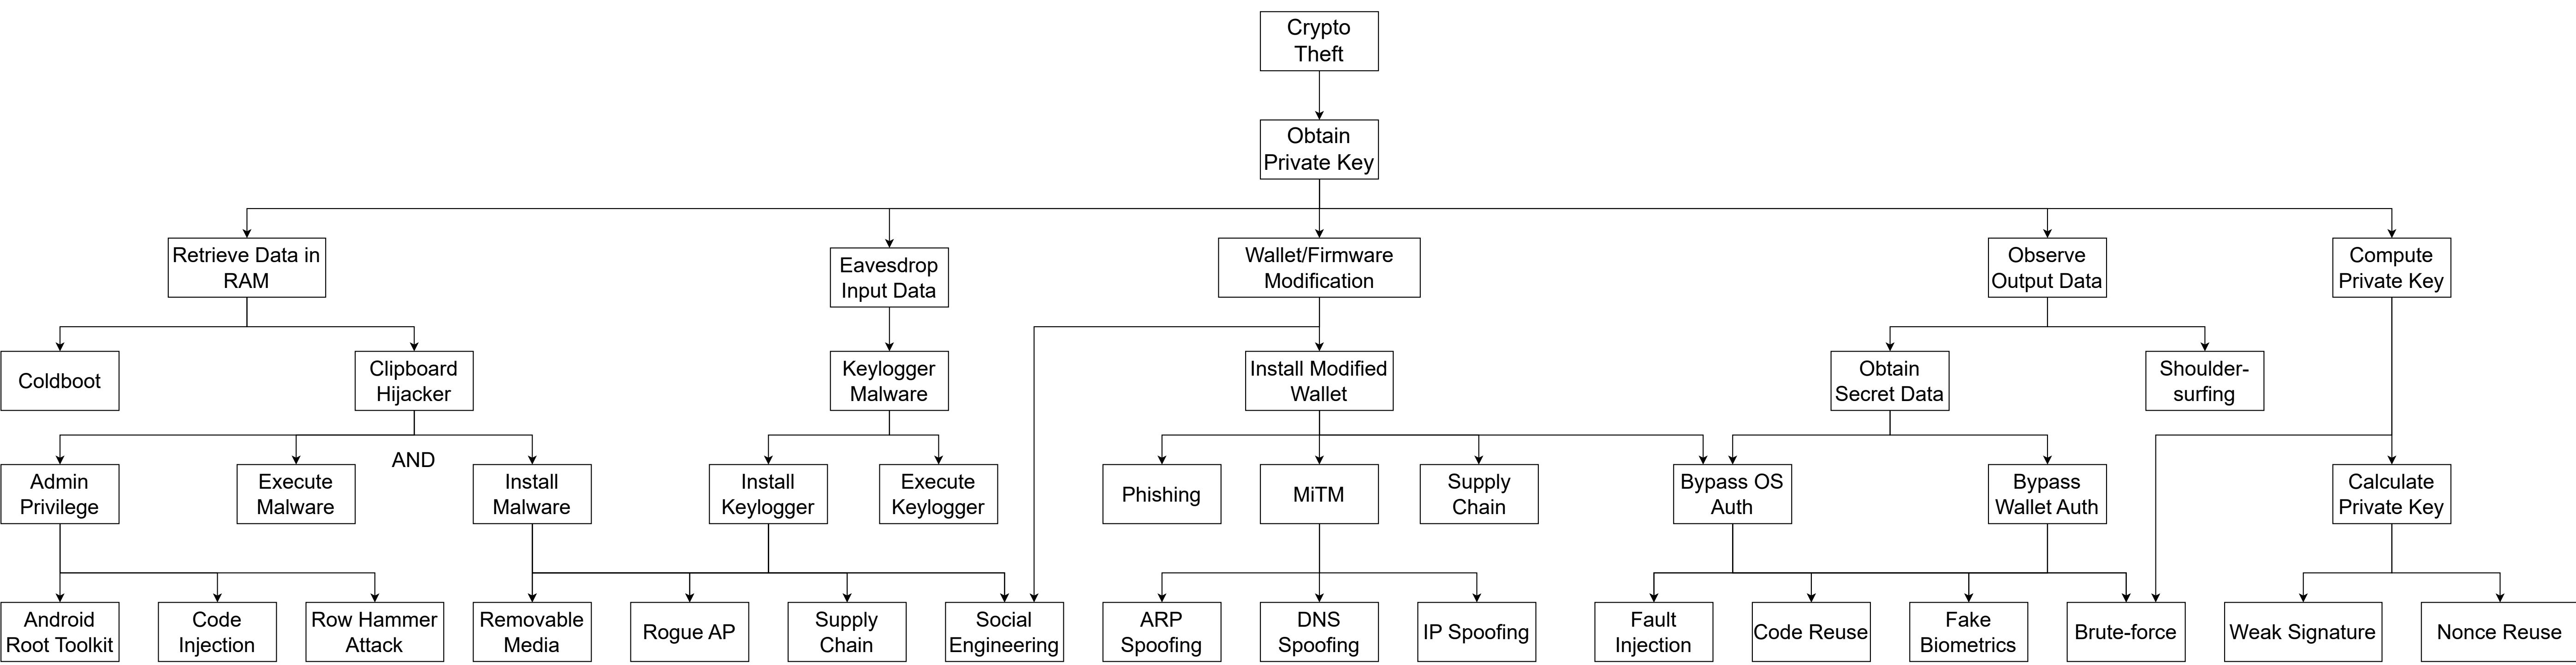 Crypto
Theft
Obtain
Private Key
Retrieve Data in
RAM
Eavesdrop
Input Data
Wallet/Firmware
Modification
Observe
Output Data
Compute
Private Key
Coldboot
Clipboard
Hijacker
Keylogger
Malware
Install Modified
Wallet
Obtain
Secret Data
Shoulder-
surfing
AND
Admin
Privilege
Execute
Malware
Install
Malware
Install
Keylogger
Execute
Keylogger
Phishing
MiTM
Supply
Chain
Bypass OS
Auth
Bypass
Wallet Auth
Calculate
Private Key
Android
Root Toolkit
Code
Injection
Row Hammer
Attack
Removable
Media
Rogue AP
Supply
Chain
Social
Engineering
ARP
Spoofing
DNS
Spoofing
IP Spoofing
Fault
Injection
Code Reuse
Fake
Biometrics
Brute-force
Weak Signature
Nonce Reuse